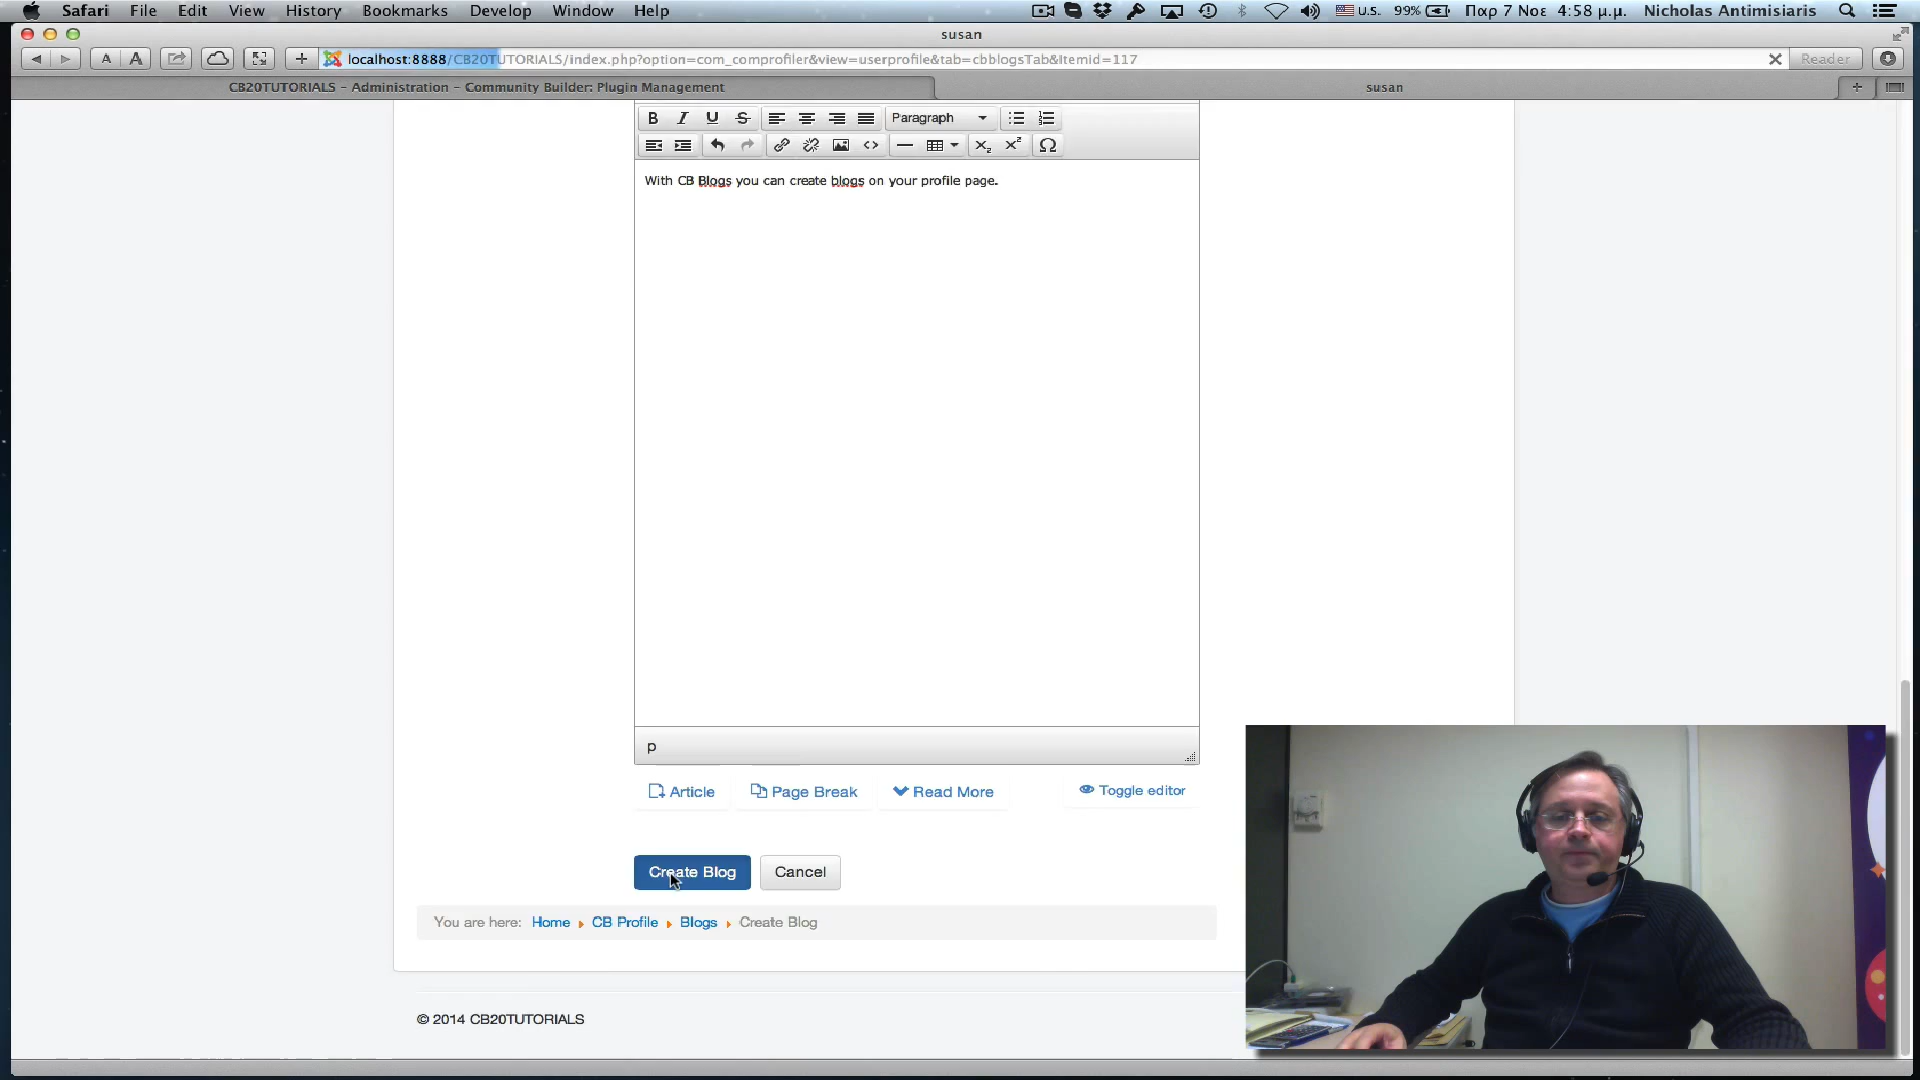 Safari File Edit View History Bookmarks Develop Window Help U.S. 99% Παρ 7 Νοε 4:58 μ.μ. Nicholas Antimisiaris
susan
A A + localhost:8888/CB20TUTORIALS/index.php?option=com_comprofiler&view=userprofile&tab=cbblogsTab&Itemid=117 Reader
CB20TUTORIALS - Administration - Community Builder: Plugin Management susan +
B I U S Paragraph
With CB Blogs you can create blogs on your profile page.
p
Article Page Break Read More Toggle editor
Create Blog Cancel
You are here: Home CB Profile Blogs Create Blog
© 2014 CB20TUTORIALS